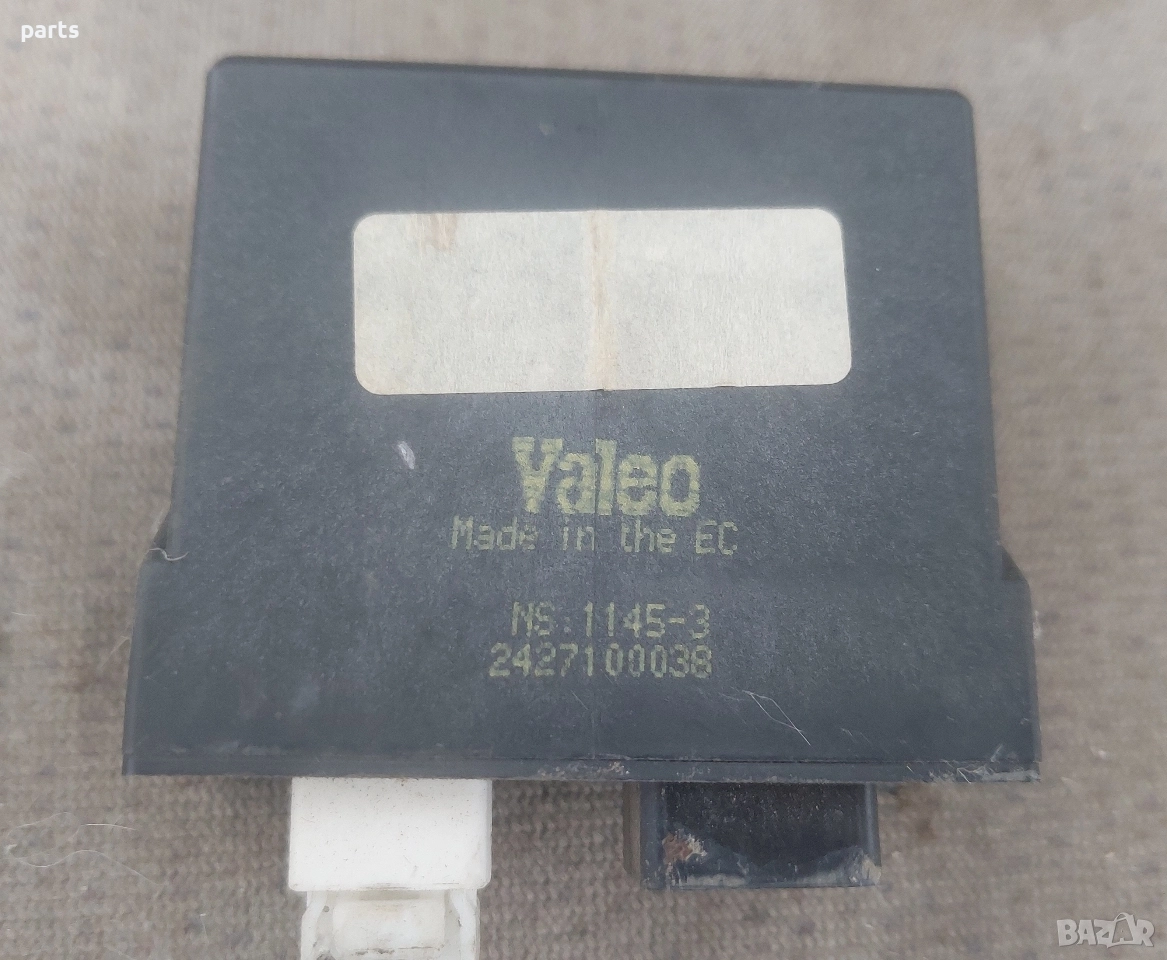 parts
Valeo
Made in the EC
NS:1145-3
2427100038
BAZAR